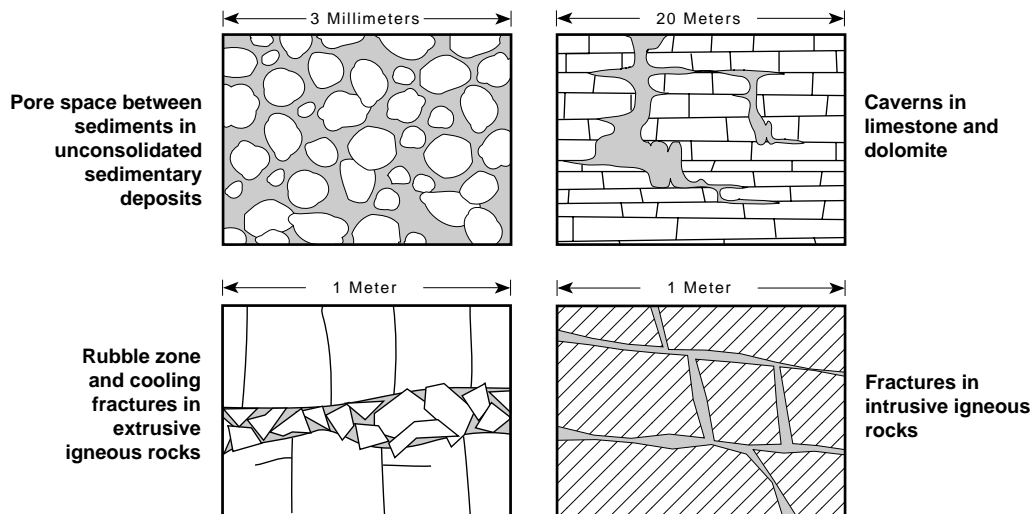 3 Millimeters
Pore space between
sediments in
unconsolidated
sedimentary
deposits
20 Meters
Caverns in
limestone and
dolomite
1 Meter
Rubble zone
and cooling
fractures in
extrusive
igneous rocks
1 Meter
Fractures in
intrusive igneous
rocks